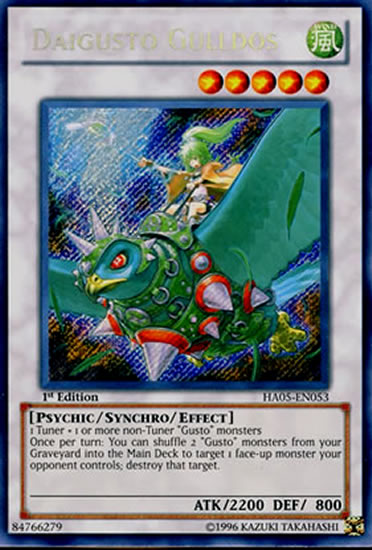 DAIGUSTO GULLDOS
WIND
風
1st Edition
HA05-EN053
[PSYCHIC/SYNCHRO/EFFECT]
1 Tuner + 1 or more non-Tuner "Gusto" monsters
Once per turn: You can shuffle 2 "Gusto" monsters from your
Graveyard into the Main Deck to target 1 face-up monster your
opponent controls; destroy that target.
ATK/2200 DEF/ 800
84766279
©1996 KAZUKI TAKAHASHI